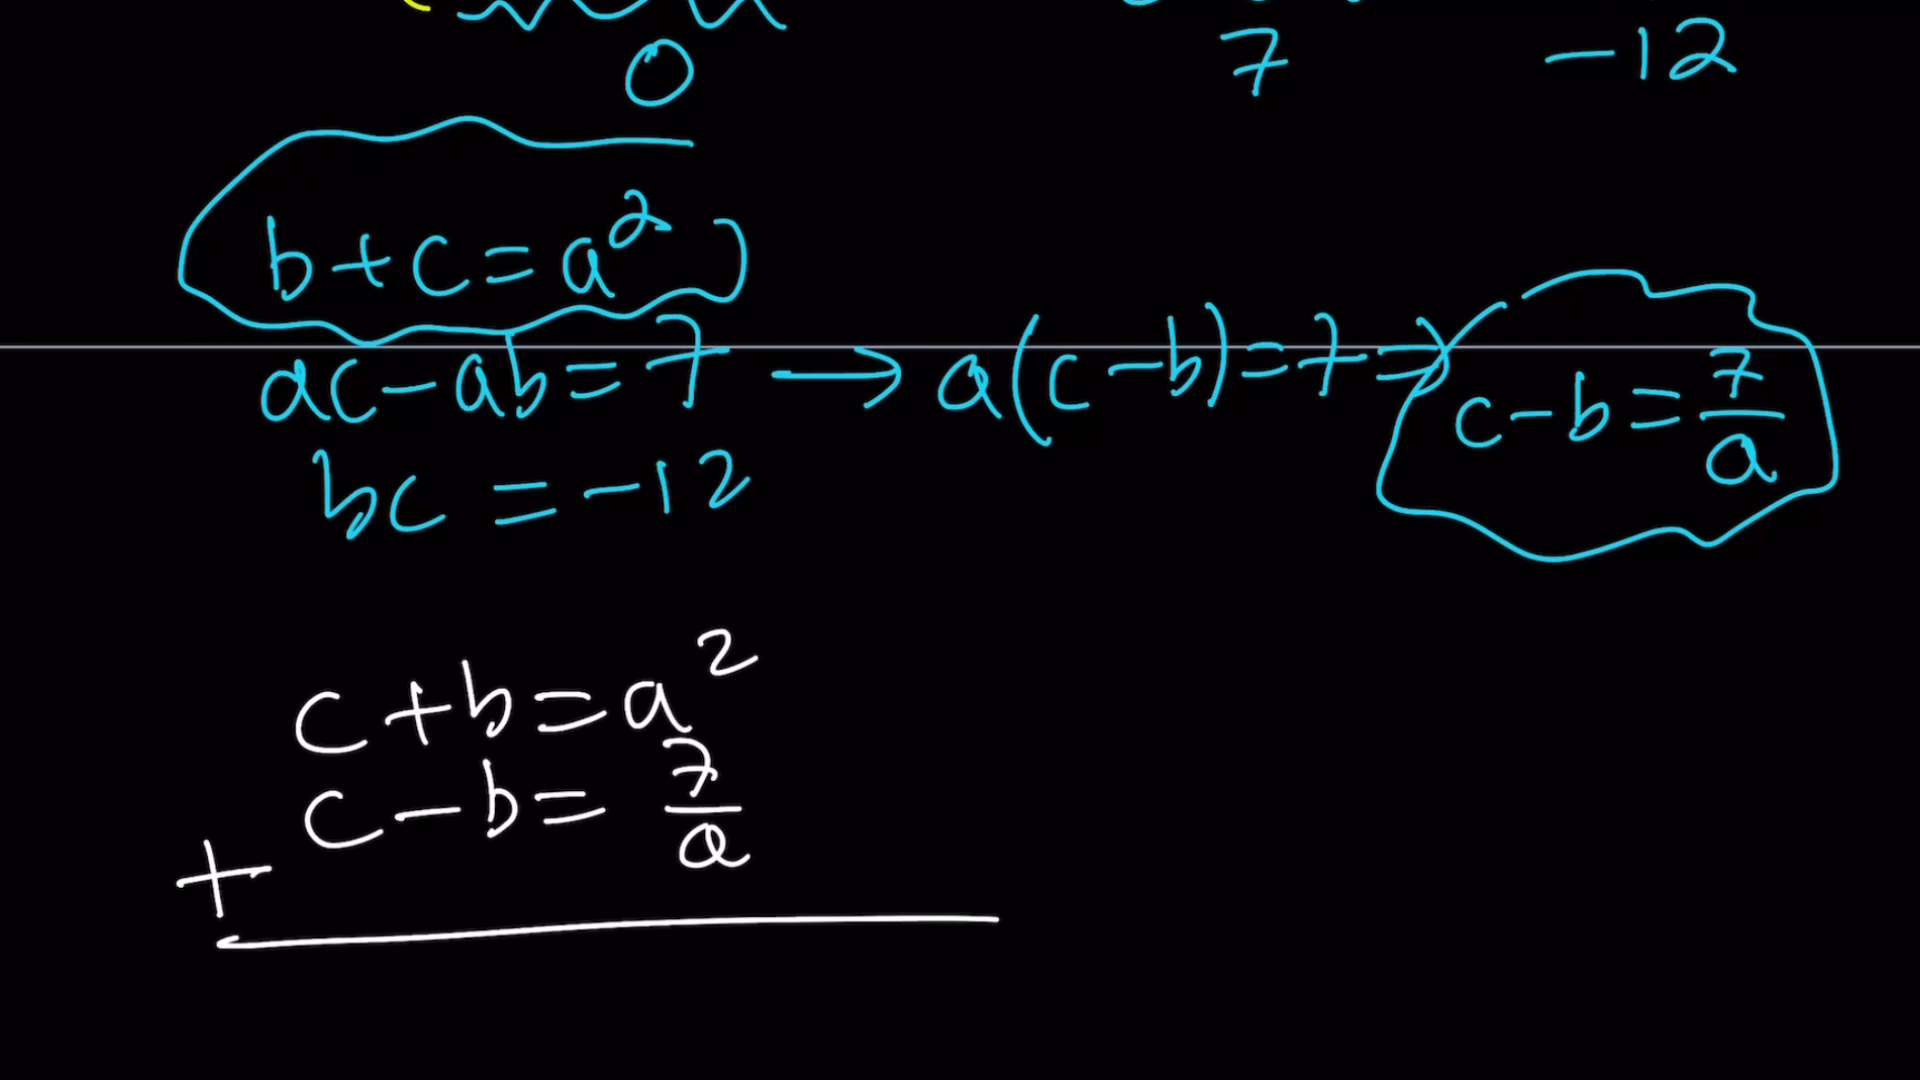 0 7 -12
b+c=a²
ac-ab=7 → a(c-b)=7 ⇒ c-b=7/a
bc=-12
c+b=a²
c-b=7/a
+